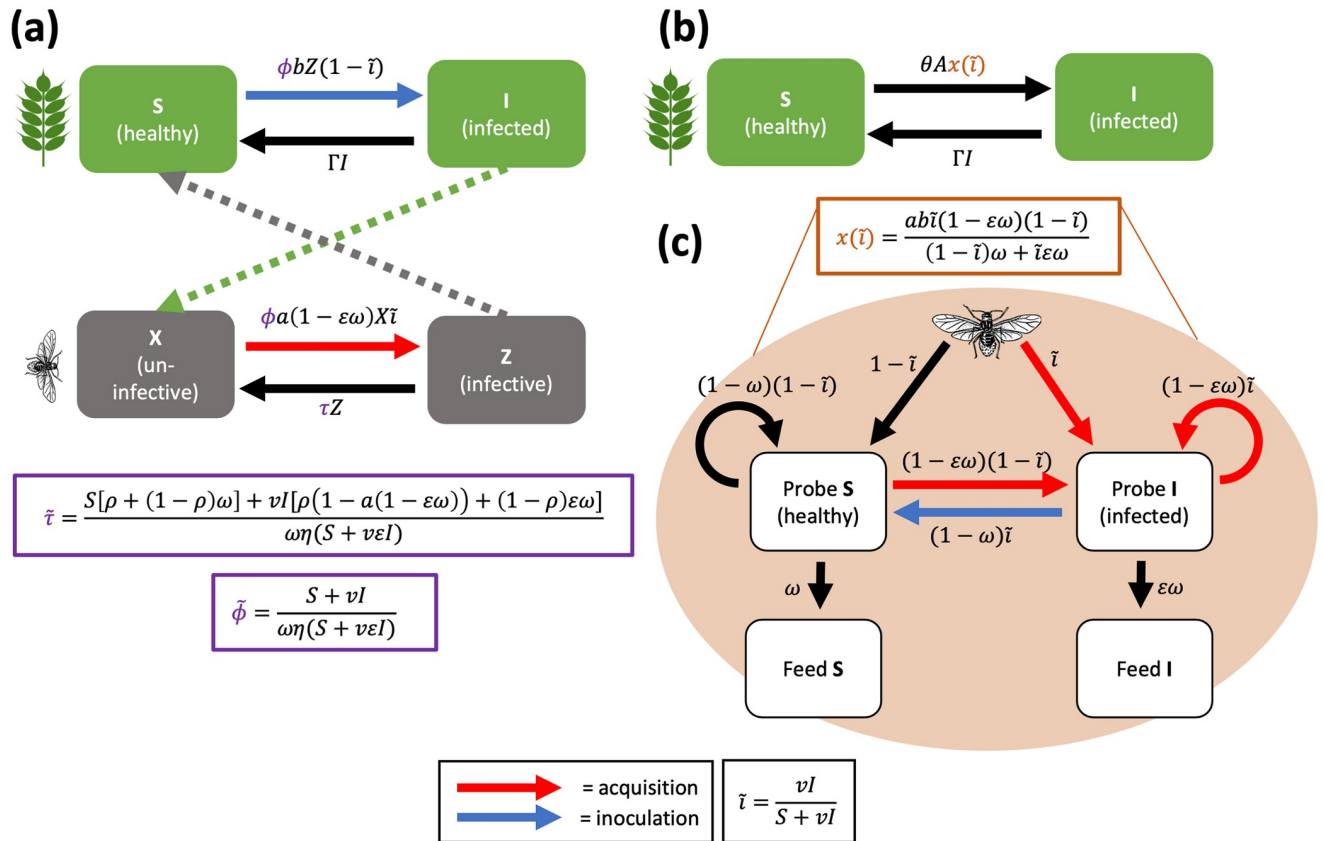 (a)
ϕbZ(1 − ĩ)
S
(healthy)
I
(infected)
ΓI
X
(un-
infective)
ϕa(1 − εω)Xĩ
Z
(infective)
τZ
τ̃ = S[ρ + (1 − ρ)ω] + vI[ρ(1 − a(1 − εω)) + (1 − ρ)εω] / ωη(S + vεI)
ϕ̃ = S + vI / ωη(S + vεI)
(b)
θAx(ĩ)
S
(healthy)
I
(infected)
ΓI
x(ĩ) = abĩ(1 − εω)(1 − ĩ) / (1 − ĩ)ω + ĩεω
(c)
1 − ĩ
ĩ
(1 − ω)(1 − ĩ)
(1 − εω)ĩ
(1 − εω)(1 − ĩ)
Probe S
(healthy)
Probe I
(infected)
(1 − ω)ĩ
ω
εω
Feed S
Feed I
= acquisition
= inoculation
ĩ = vI / S + vI